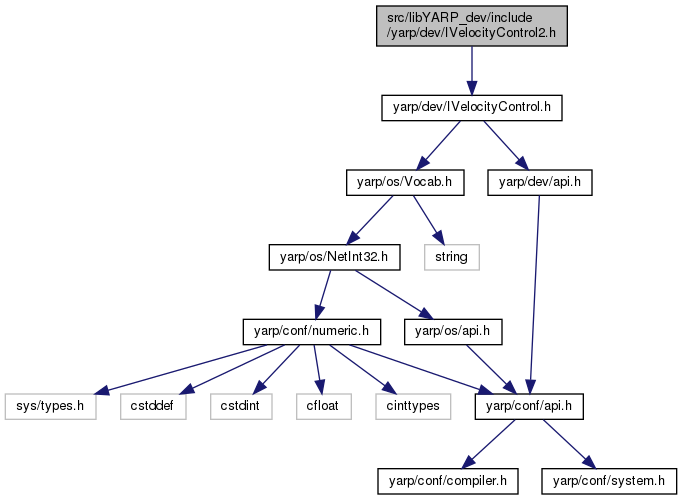 src/libYARP_dev/include
/yarp/dev/IVelocityControl2.h
yarp/dev/IVelocityControl.h
yarp/os/Vocab.h
yarp/dev/api.h
yarp/os/NetInt32.h
string
yarp/conf/numeric.h
yarp/os/api.h
sys/types.h
cstddef
cstdint
cfloat
cinttypes
yarp/conf/api.h
yarp/conf/compiler.h
yarp/conf/system.h